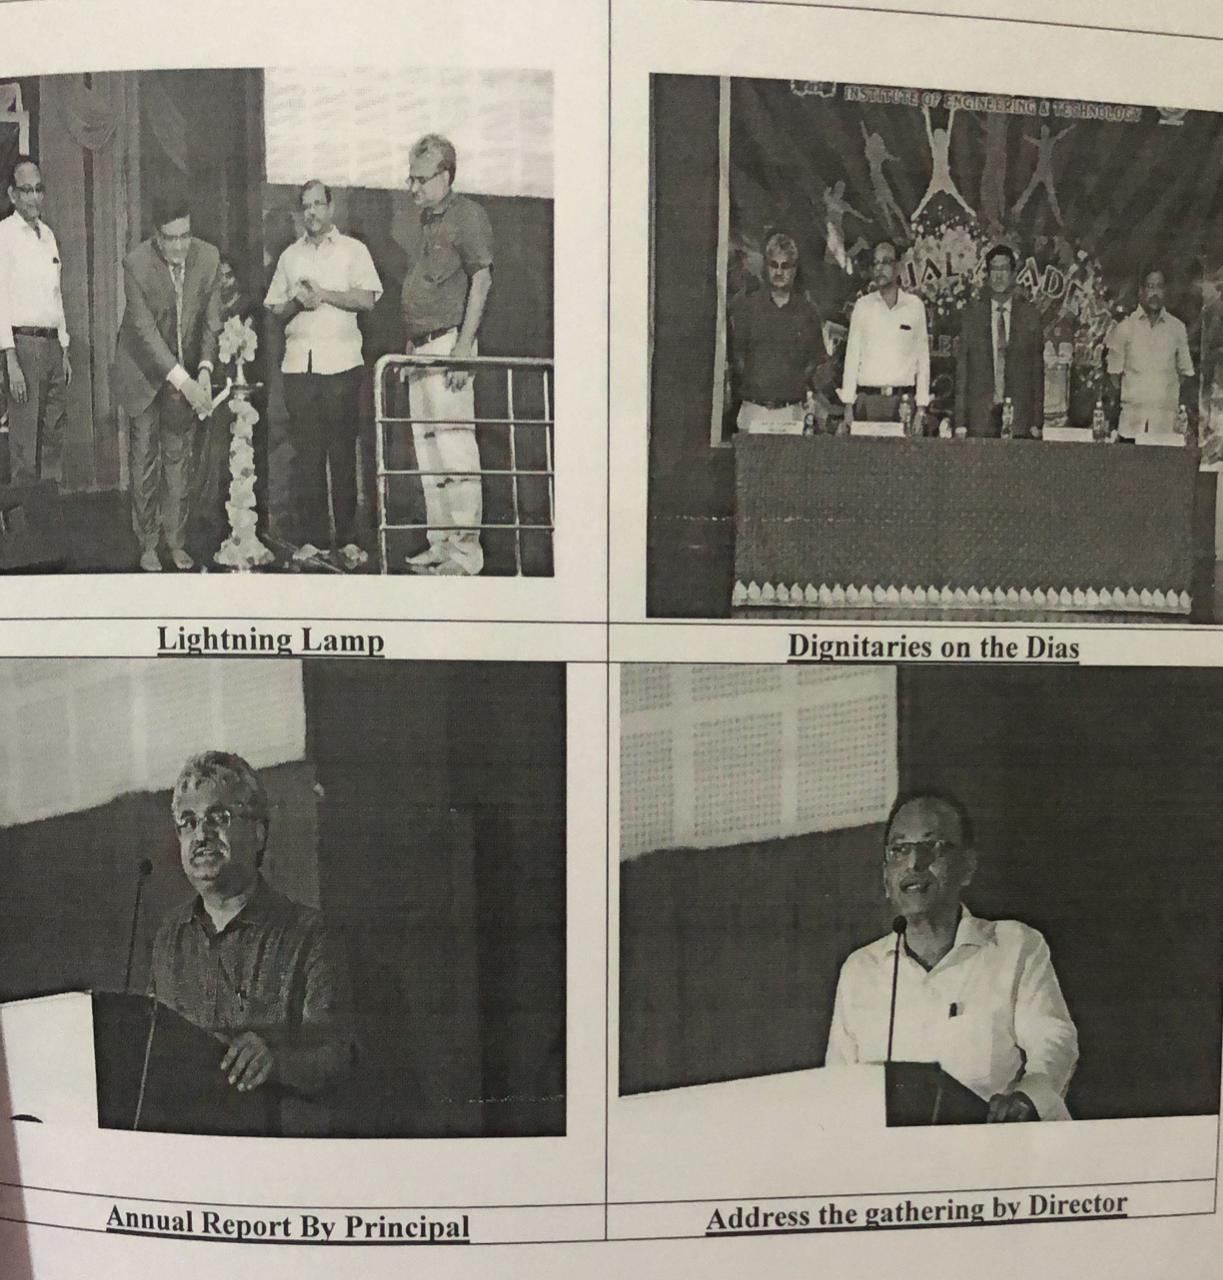 INSTITUTE OF ENGINEERING & TECHNOLOGY
Lightning Lamp
Dignitaries on the Dias
Annual Report By Principal
Address the gathering by Director